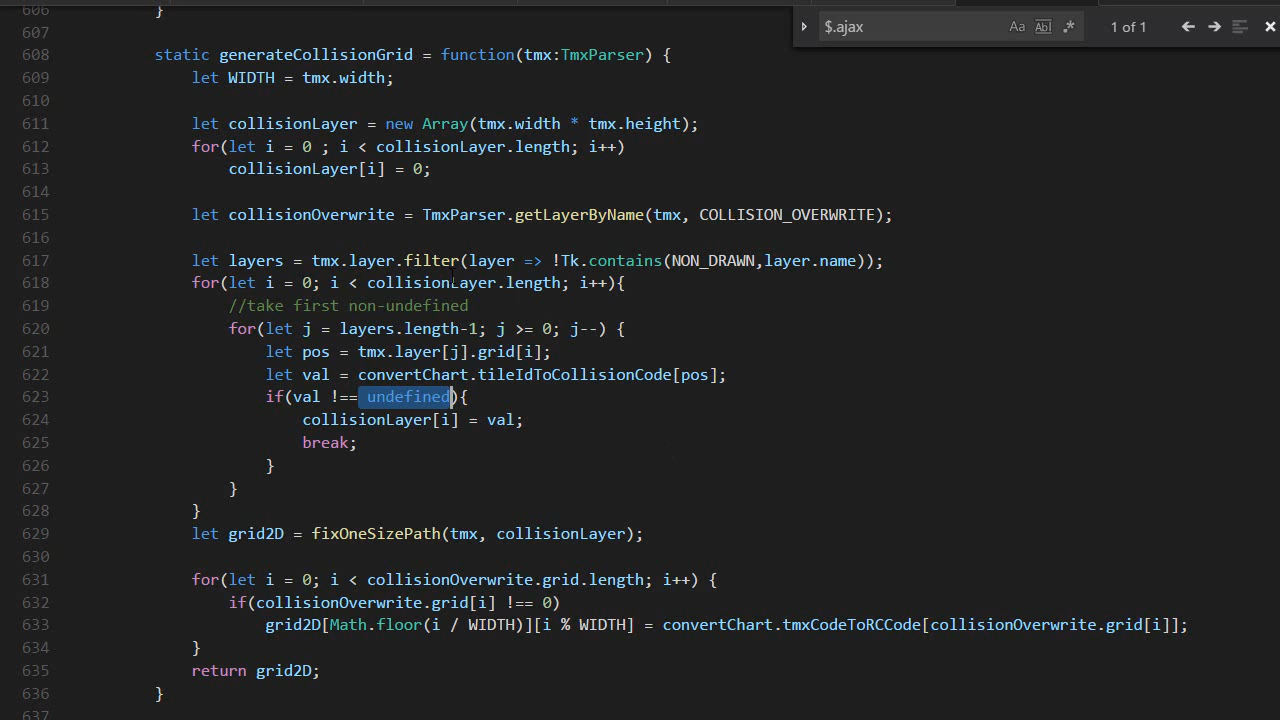 606 }
$.ajax Aa Abl .* 1 of 1
607
608 static generateCollisionGrid = function(tmx:TmxParser) {
609 let WIDTH = tmx.width;
610
611 let collisionLayer = new Array(tmx.width * tmx.height);
612 for(let i = 0 ; i < collisionLayer.length; i++)
613 collisionLayer[i] = 0;
614
615 let collisionOverwrite = TmxParser.getLayerByName(tmx, COLLISION_OVERWRITE);
616
617 let layers = tmx.layer.filter(layer => !Tk.contains(NON_DRAWN,layer.name));
618 for(let i = 0; i < collisionLayer.length; i++){
619 //take first non-undefined
620 for(let j = layers.length-1; j >= 0; j--) {
621 let pos = tmx.layer[j].grid[i];
622 let val = convertChart.tileIdToCollisionCode[pos];
623 if(val !== undefined){
624 collisionLayer[i] = val;
625 break;
626 }
627 }
628 }
629 let grid2D = fixOneSizePath(tmx, collisionLayer);
630
631 for(let i = 0; i < collisionOverwrite.grid.length; i++) {
632 if(collisionOverwrite.grid[i] !== 0)
633 grid2D[Math.floor(i / WIDTH)][i % WIDTH] = convertChart.tmxCodeToRCCode[collisionOverwrite.grid[i]];
634 }
635 return grid2D;
636 }
637